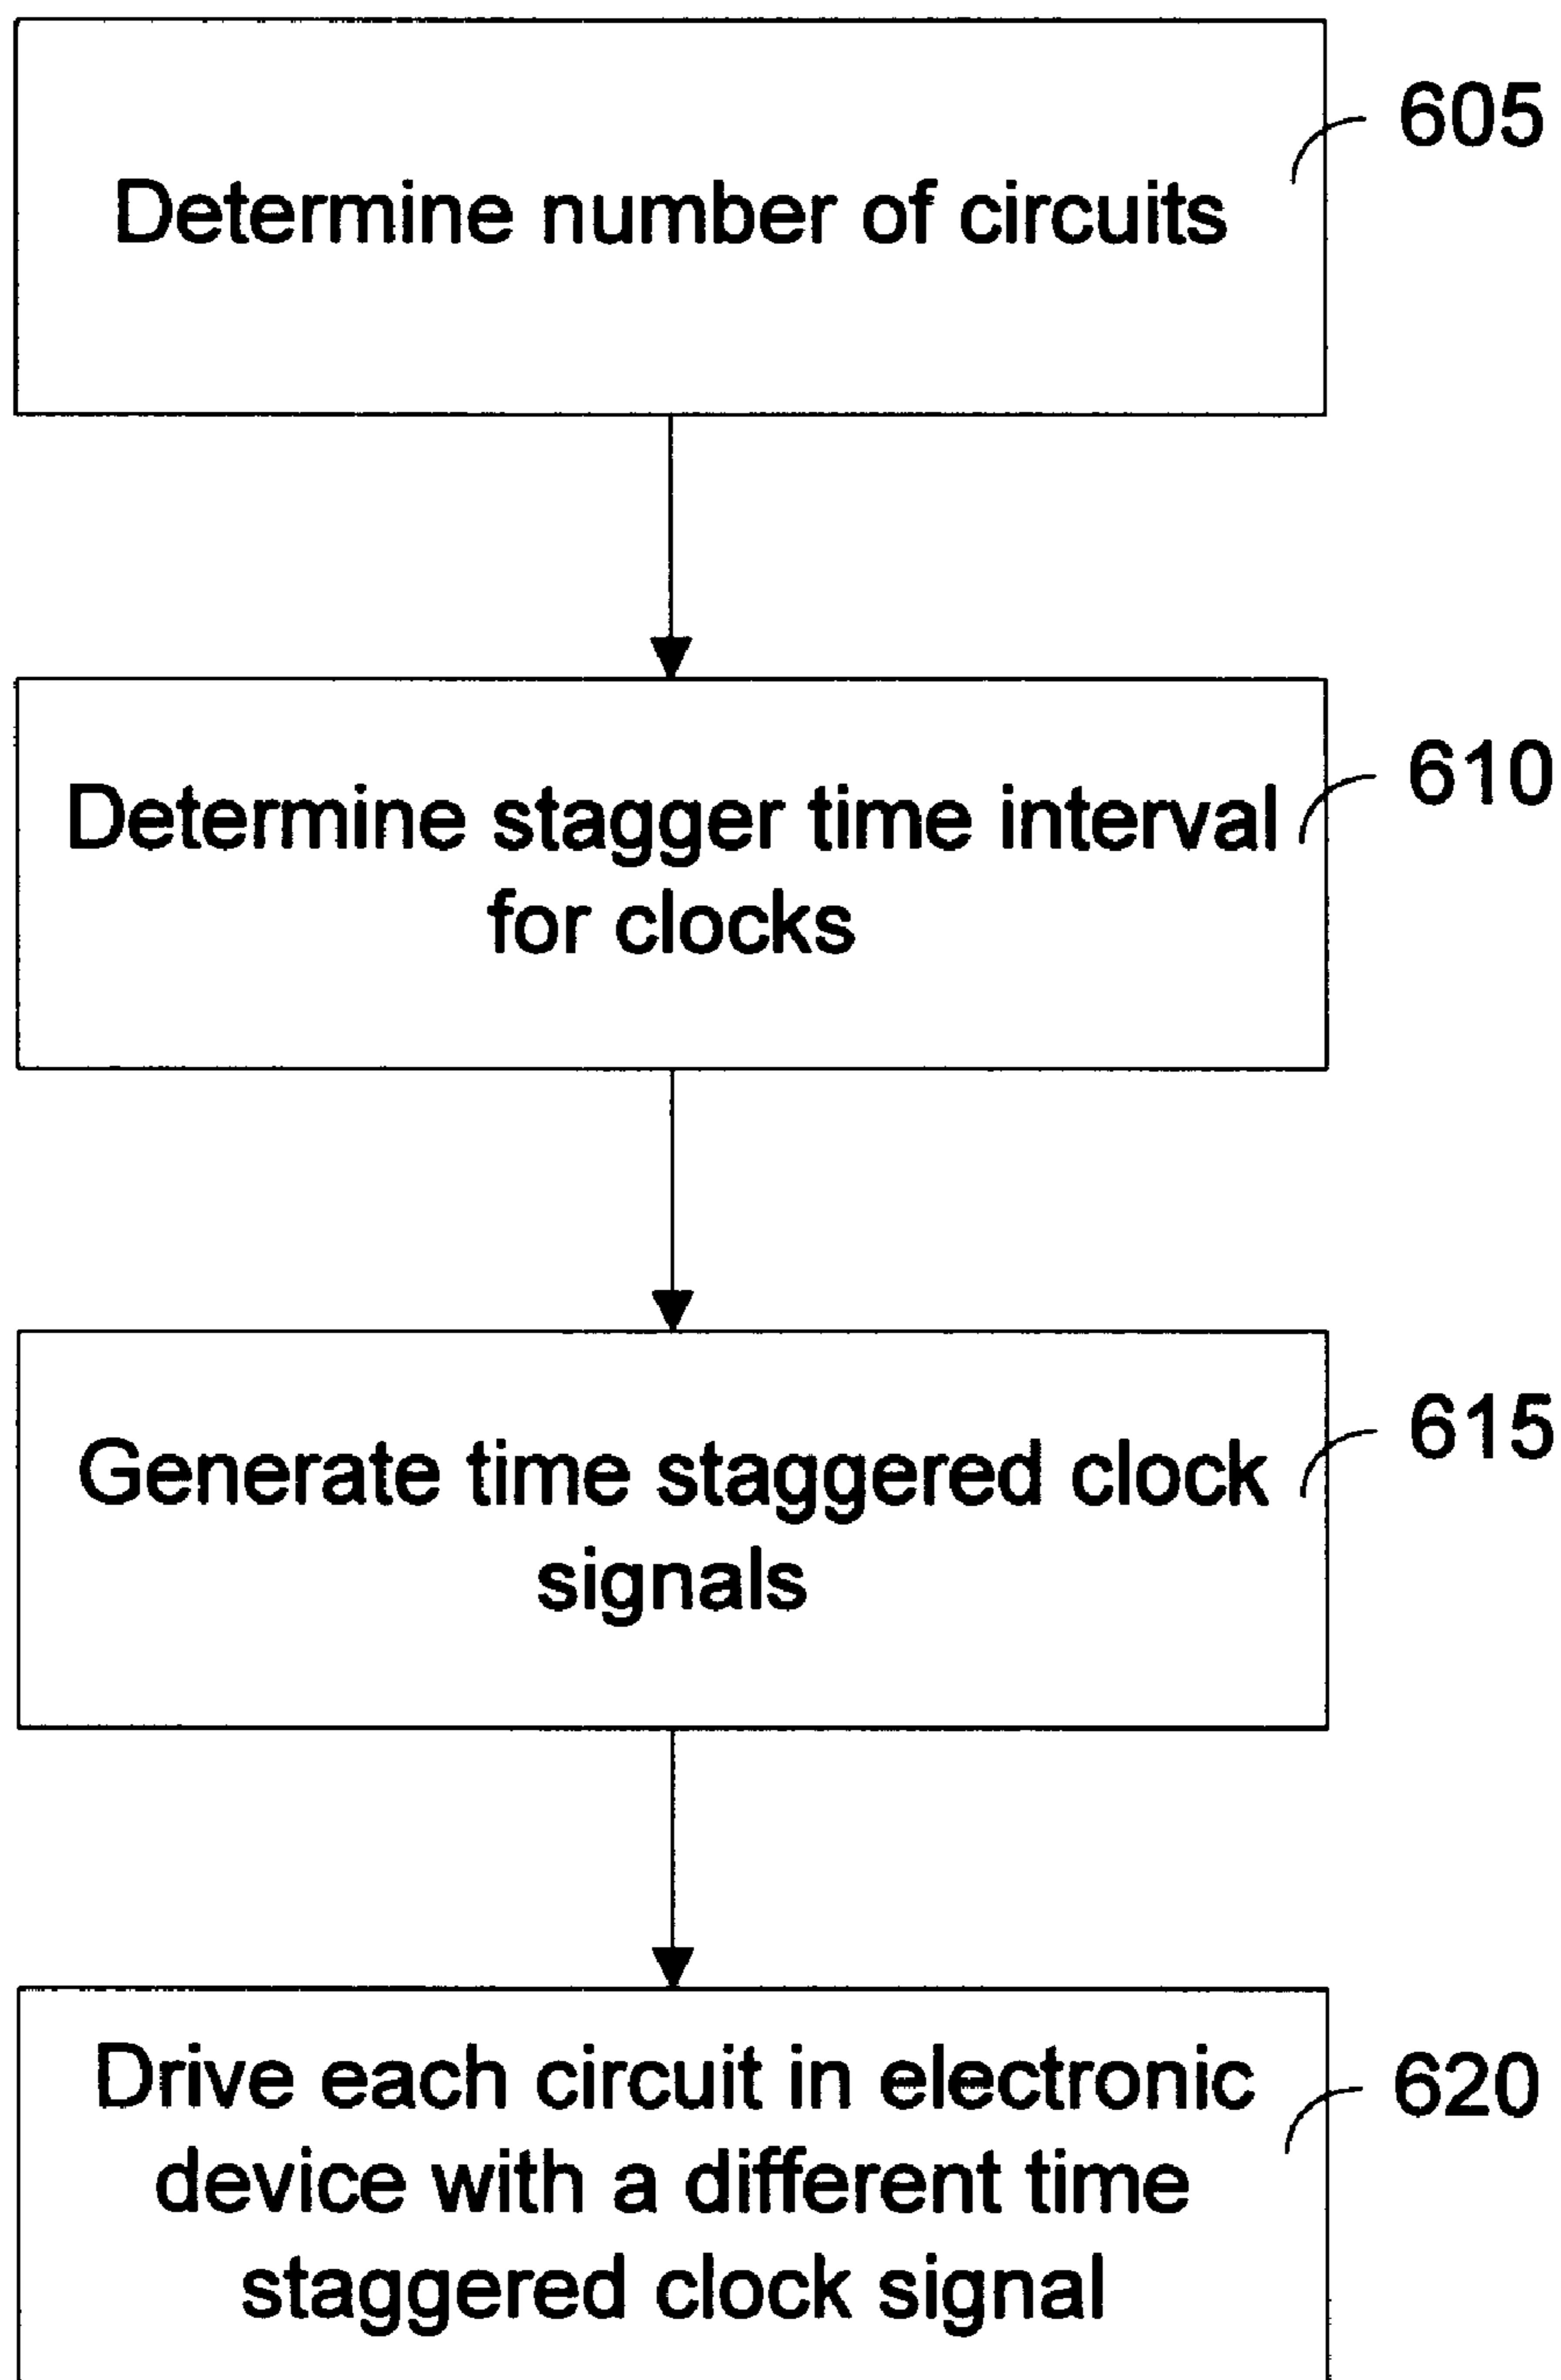 605
Determine number of circuits
610
Determine stagger time interval
for clocks
615
Generate time staggered clock
signals
620
Drive each circuit in electronic
device with a different time
staggered clock signal